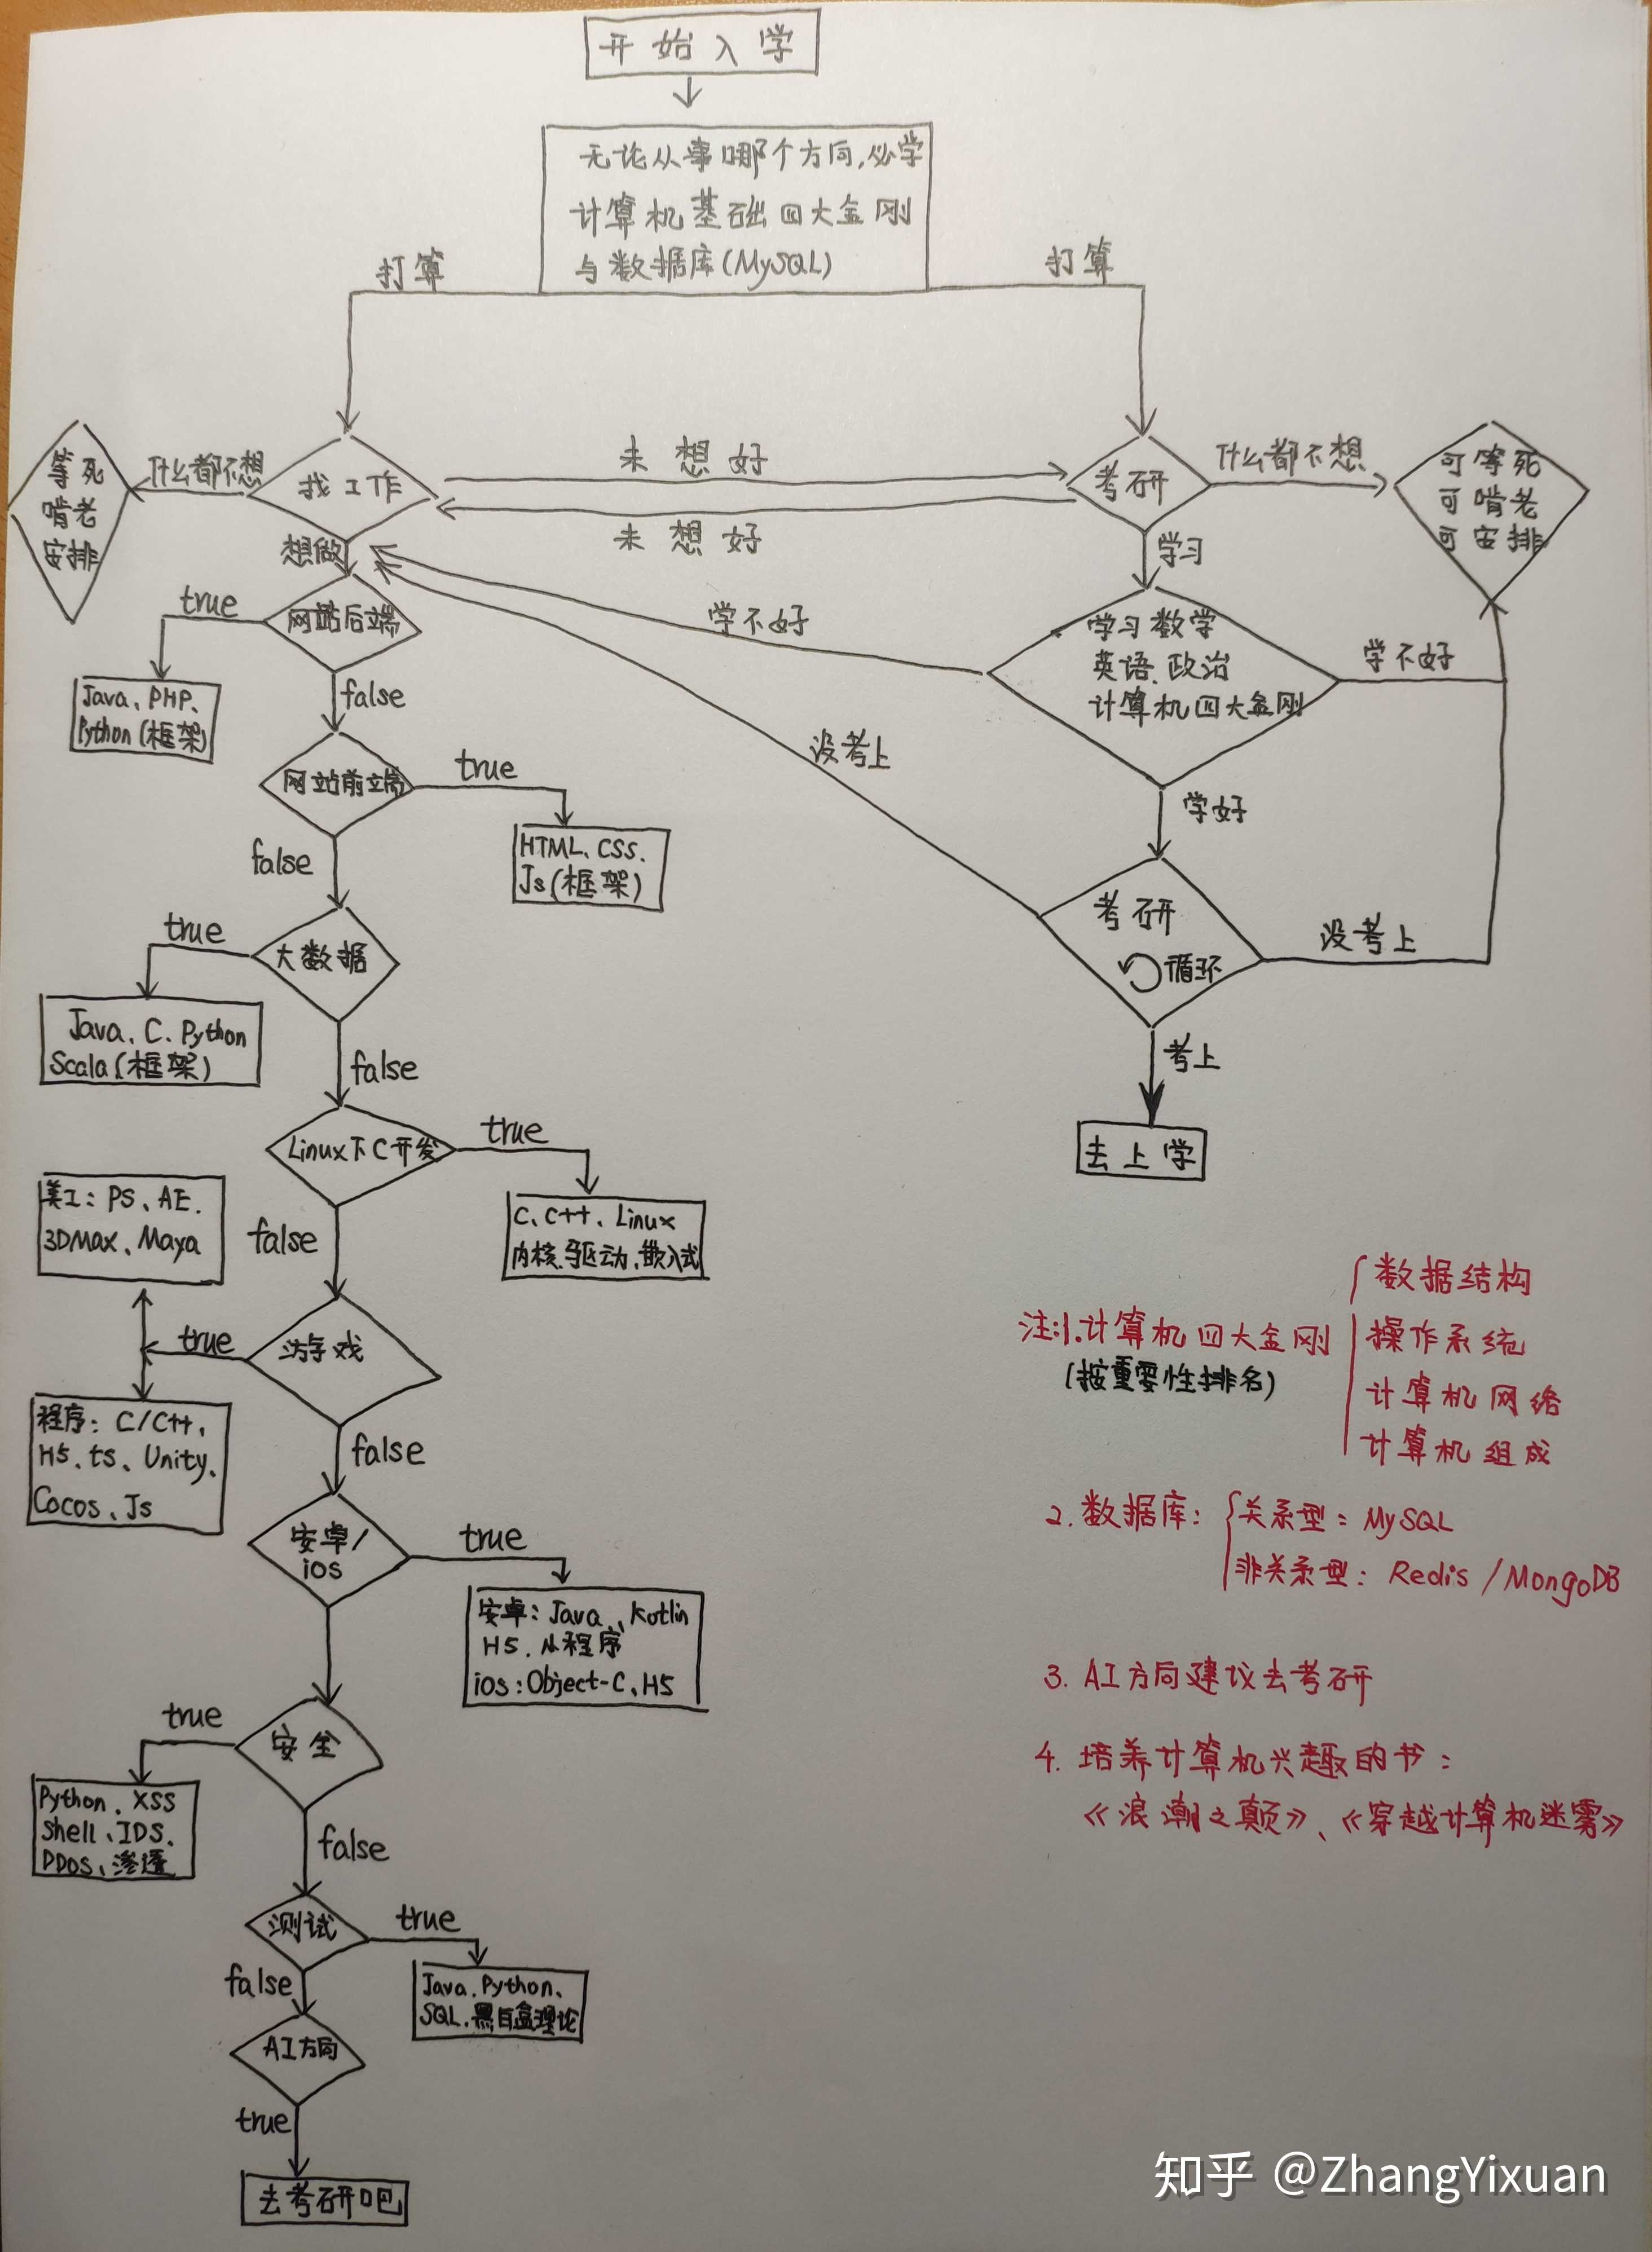 开始入学
无论从事哪个方向,必学
计算机基础四大金刚
与数据库(MySQL)
打算
打算
等死
啃老
安排
什么都不想
找工作
未想好
未想好
考研
什么都不想
可等死
可啃老
可安排
想做
学习
网站后端
true
false
Java、PHP、
Python(框架)
学不好
学习数学
英语、政治
计算机四大金刚
学不好
没考上
学好
网站前端
true
false
HTML、CSS、
Js(框架)
考研
循环
没考上
考上
去上学
大数据
true
false
Java、C、Python
Scala(框架)
Linux下C开发
true
false
C、C++、Linux
内核、驱动、嵌入式
美工:PS、AE、
3DMax、Maya
游戏
true
false
程序:C/C++、
H5、ts、Unity、
Cocos、Js
安卓/
ios
true
安卓:Java、Kotlin
H5、小程序
ios:Object-C、H5
安全
true
false
Python、XSS
Shell、IDS、
DDOS、渗透
测试
true
false
Java、Python、
SQL、黑白盒理论
AI方向
true
去考研吧
注:1.计算机四大金刚
(按重要性排名)
数据结构
操作系统
计算机网络
计算机组成
2.数据库:
关系型:MySQL
非关系型:Redis/MongoDB
3.AI方向建议去考研
4.培养计算机兴趣的书:
《浪潮之巅》、《穿越计算机迷雾》
知乎 @ZhangYixuan